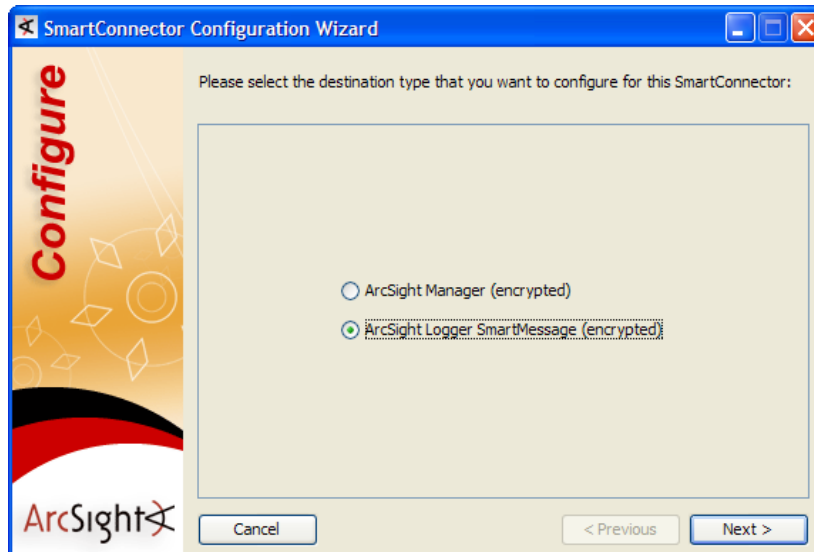 SmartConnector Configuration Wizard
Configure
Please select the destination type that you want to configure for this SmartConnector:
ArcSight Manager (encrypted)
ArcSight Logger SmartMessage (encrypted)
ArcSight
Cancel
< Previous
Next >